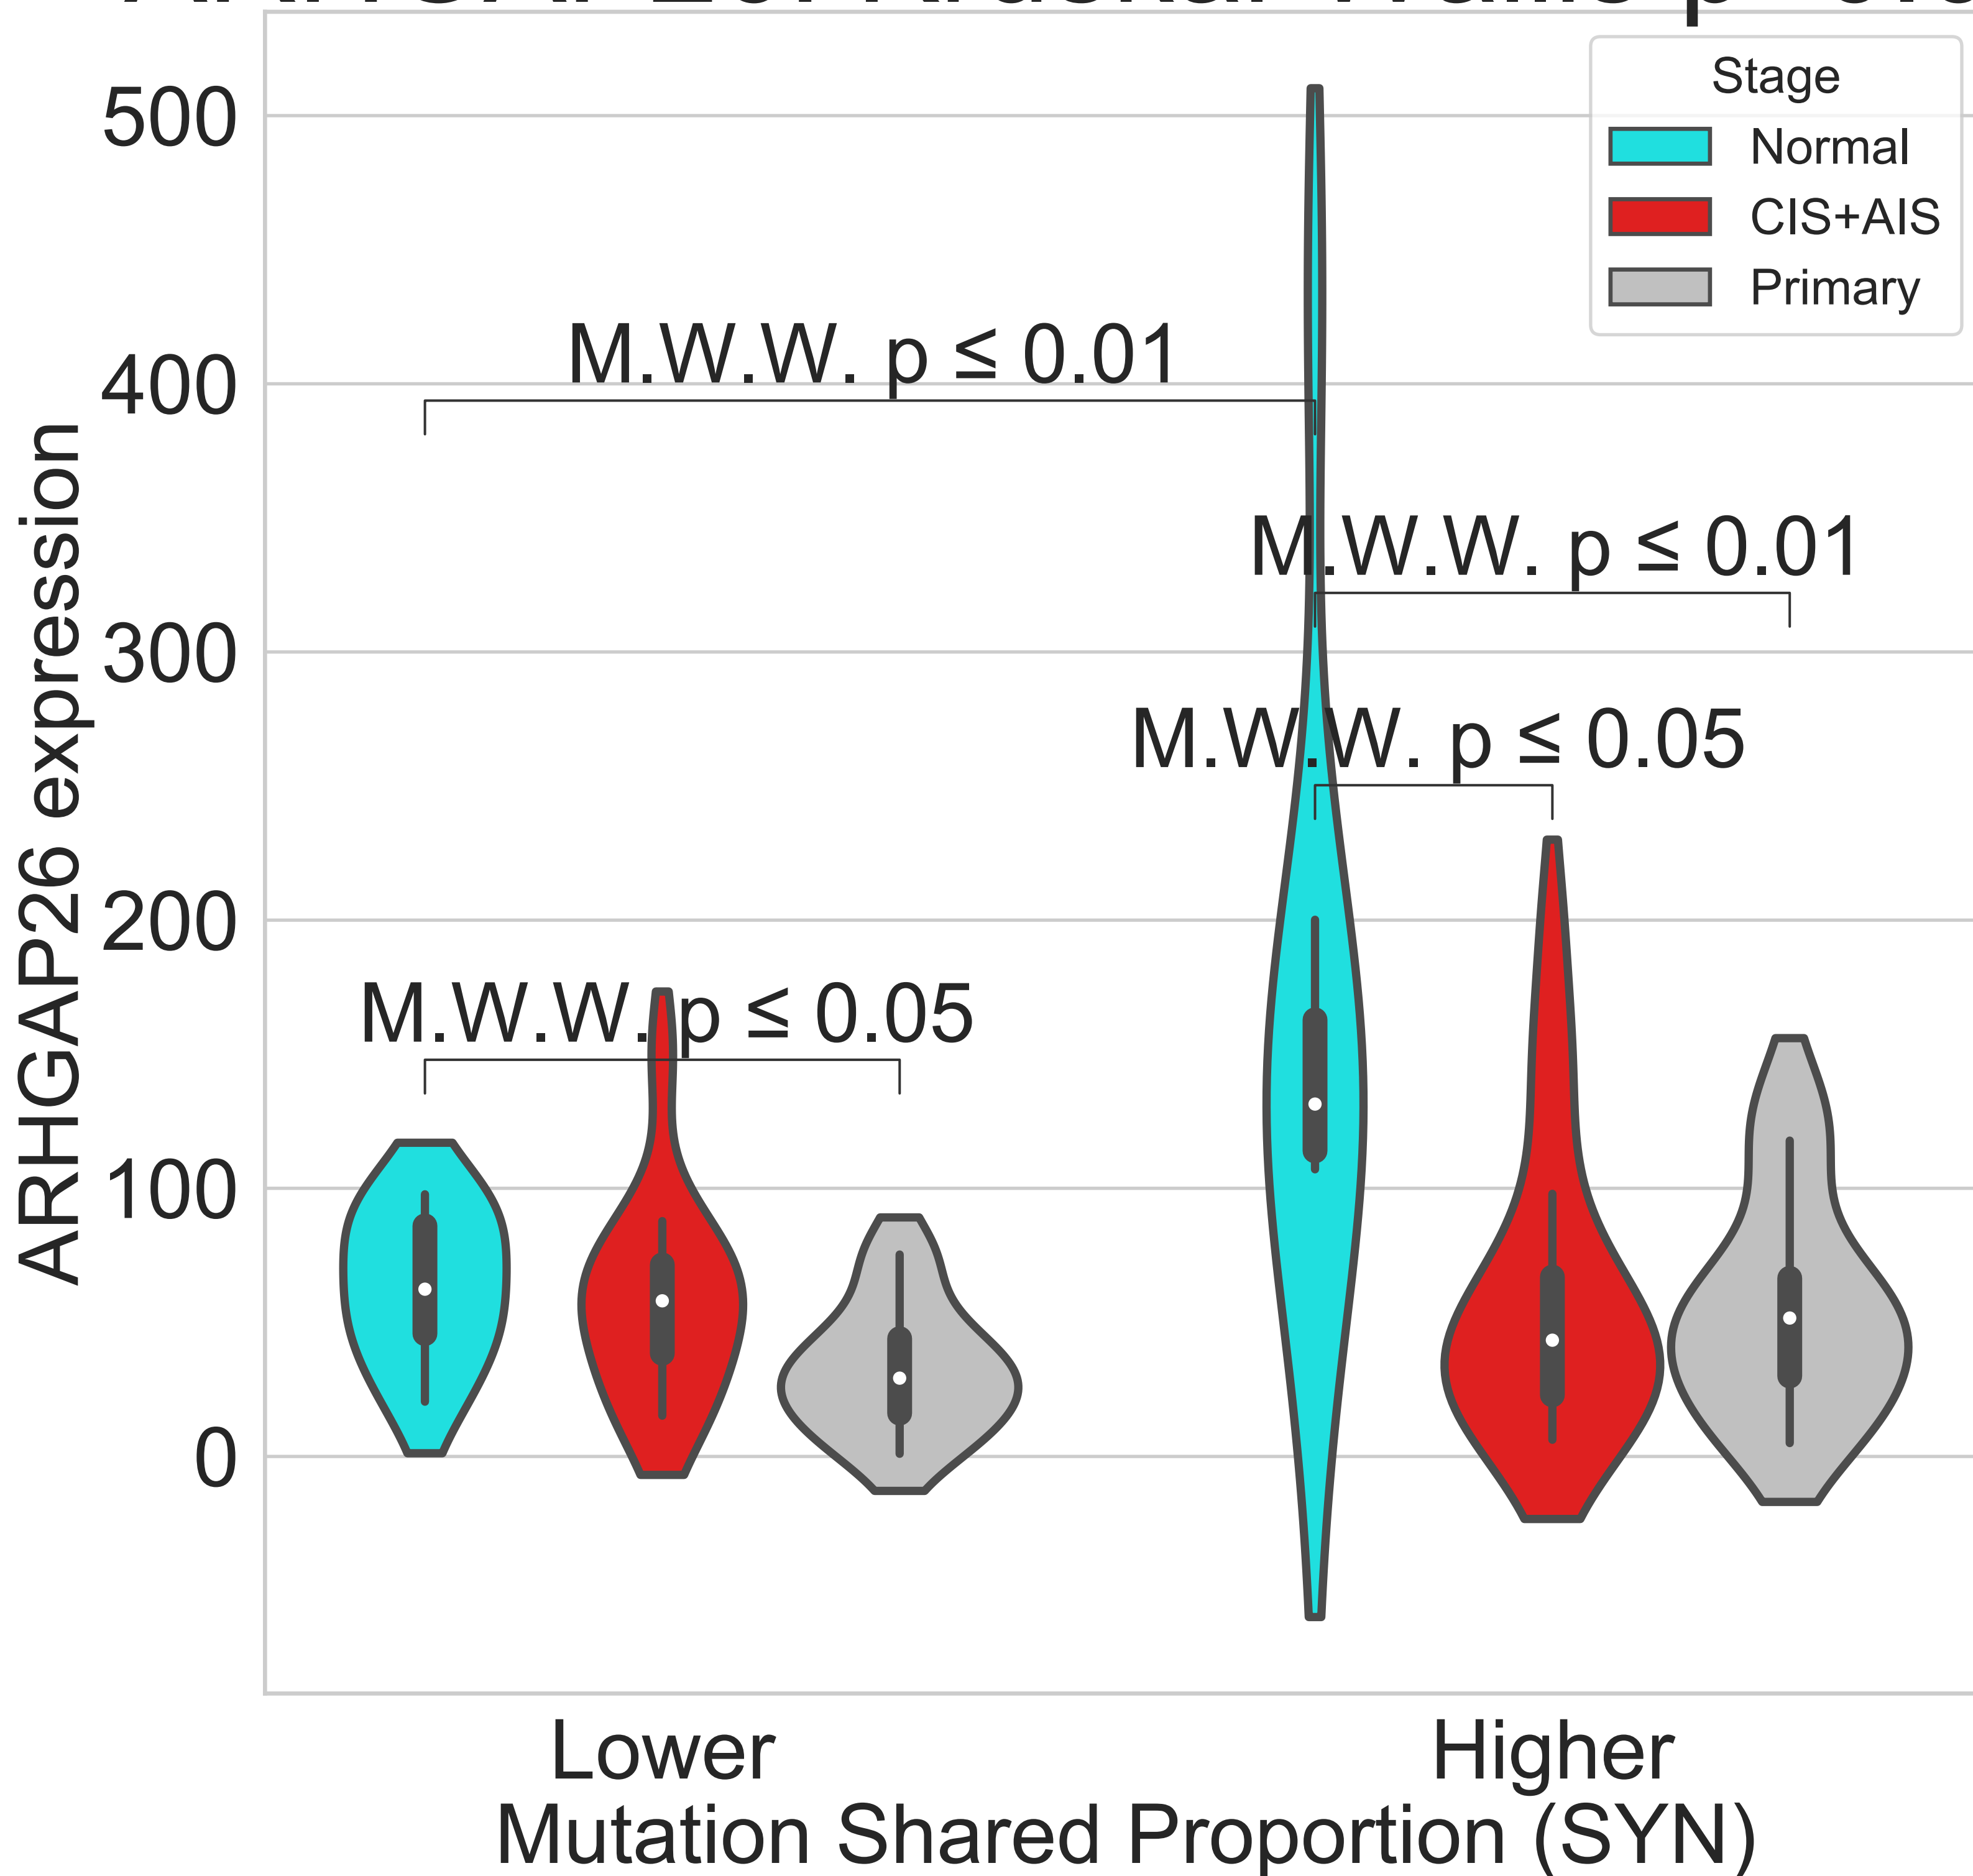 Stage
Normal
CIS+AIS
Primary
500
400
300
200
100
0
ARHGAP26 expression
M.W.W. p ≤ 0.01
M.W.W. p ≤ 0.01
M.W.W. p ≤ 0.05
M.W.W. p ≤ 0.05
Lower
Higher
Mutation Shared Proportion (SYN)